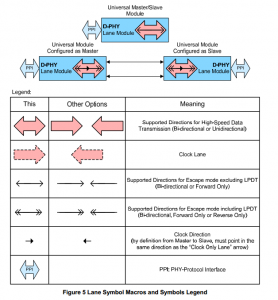 Universal Master/Slave
Module
D-PHY
Lane Module
PPI
Universal Module
Configured as Master
Universal Module
Configured as Slave
PPI
D-PHY
Lane Module
D-PHY
Lane Module
PPI
Legend:
This
Other Options
Meaning
Supported Directions for High-Speed Data
Transmission (Bidirectional or Unidirectional)
Clock Lane
Supported Directions for Escape mode excluding LPDT
(Bidirectional or Forward Only)
Supported Directions for Escape mode including LPDT
(Bidirectional, Forward Only or Reverse Only)
Clock Direction
(by definition from Master to Slave, must point in the
same direction as the "Clock Only Lane" arrow)
PPI
PPI: PHY-Protocol Interface
Figure 5 Lane Symbol Macros and Symbols Legend